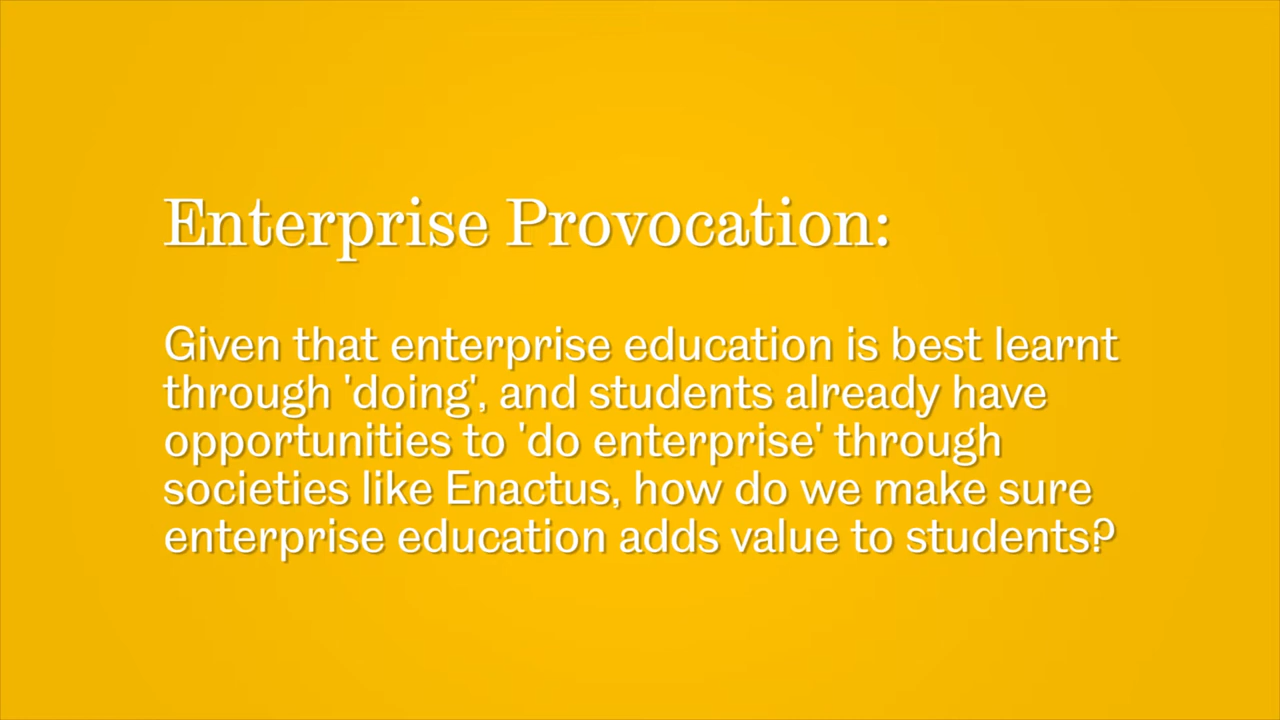 Enterprise Provocation:
Given that enterprise education is best learnt
through 'doing', and students already have
opportunities to 'do enterprise' through
societies like Enactus, how do we make sure
enterprise education adds value to students?